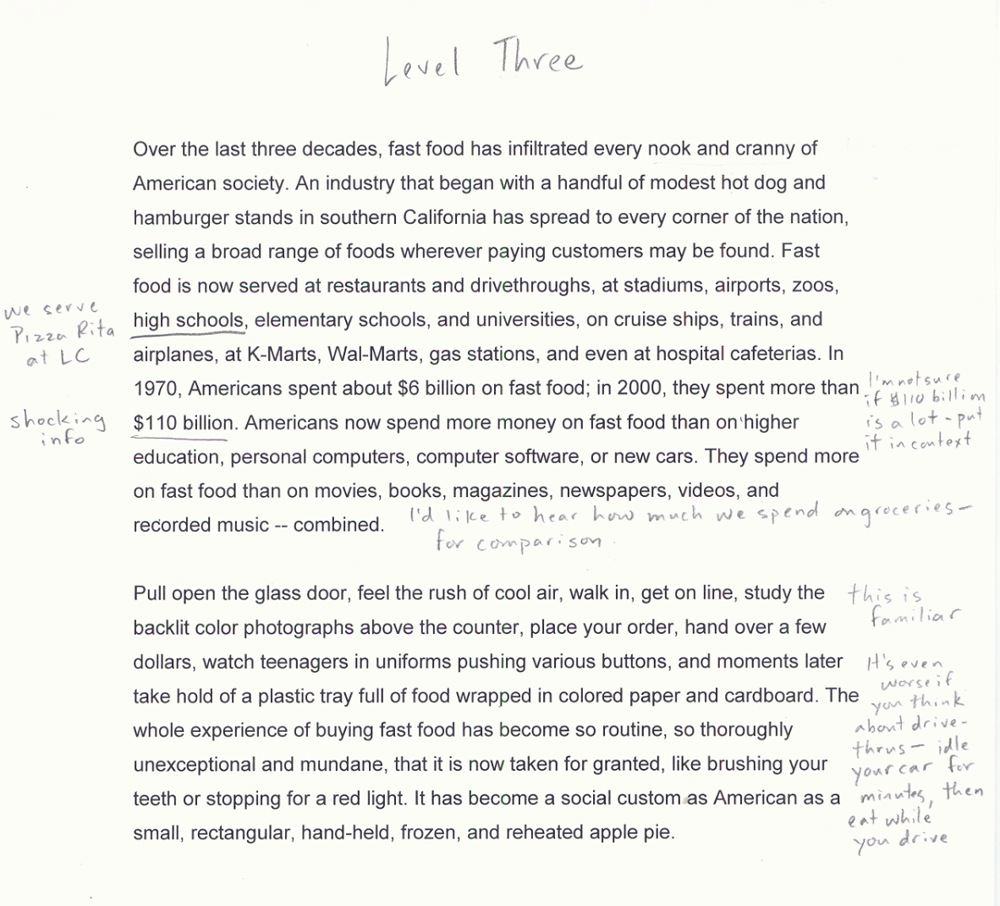 Level Three
Over the last three decades, fast food has infiltrated every nook and cranny of
American society. An industry that began with a handful of modest hot dog and
hamburger stands in southern California has spread to every corner of the nation,
selling a broad range of foods wherever paying customers may be found. Fast
food is now served at restaurants and drivethroughs, at stadiums, airports, zoos,
we serve
Pizza Rita
at LC
high schools, elementary schools, and universities, on cruise ships, trains, and
airplanes, at K-Marts, Wal-Marts, gas stations, and even at hospital cafeterias. In
1970, Americans spent about $6 billion on fast food; in 2000, they spent more than
I'm not sure
if $110 billion
is a lot - put
it in context
shocking
info
$110 billion. Americans now spend more money on fast food than on higher
education, personal computers, computer software, or new cars. They spend more
on fast food than on movies, books, magazines, newspapers, videos, and
recorded music -- combined.
I'd like to hear how much we spend on groceries -
for comparison.
Pull open the glass door, feel the rush of cool air, walk in, get on line, study the
backlit color photographs above the counter, place your order, hand over a few
this is
familiar
dollars, watch teenagers in uniforms pushing various buttons, and moments later
take hold of a plastic tray full of food wrapped in colored paper and cardboard. The
whole experience of buying fast food has become so routine, so thoroughly
unexceptional and mundane, that it is now taken for granted, like brushing your
teeth or stopping for a red light. It has become a social custom as American as a
small, rectangular, hand-held, frozen, and reheated apple pie.
It's even
worse if
you think
about drive-
thrus - idle
your car for
minutes, then
eat while
you drive